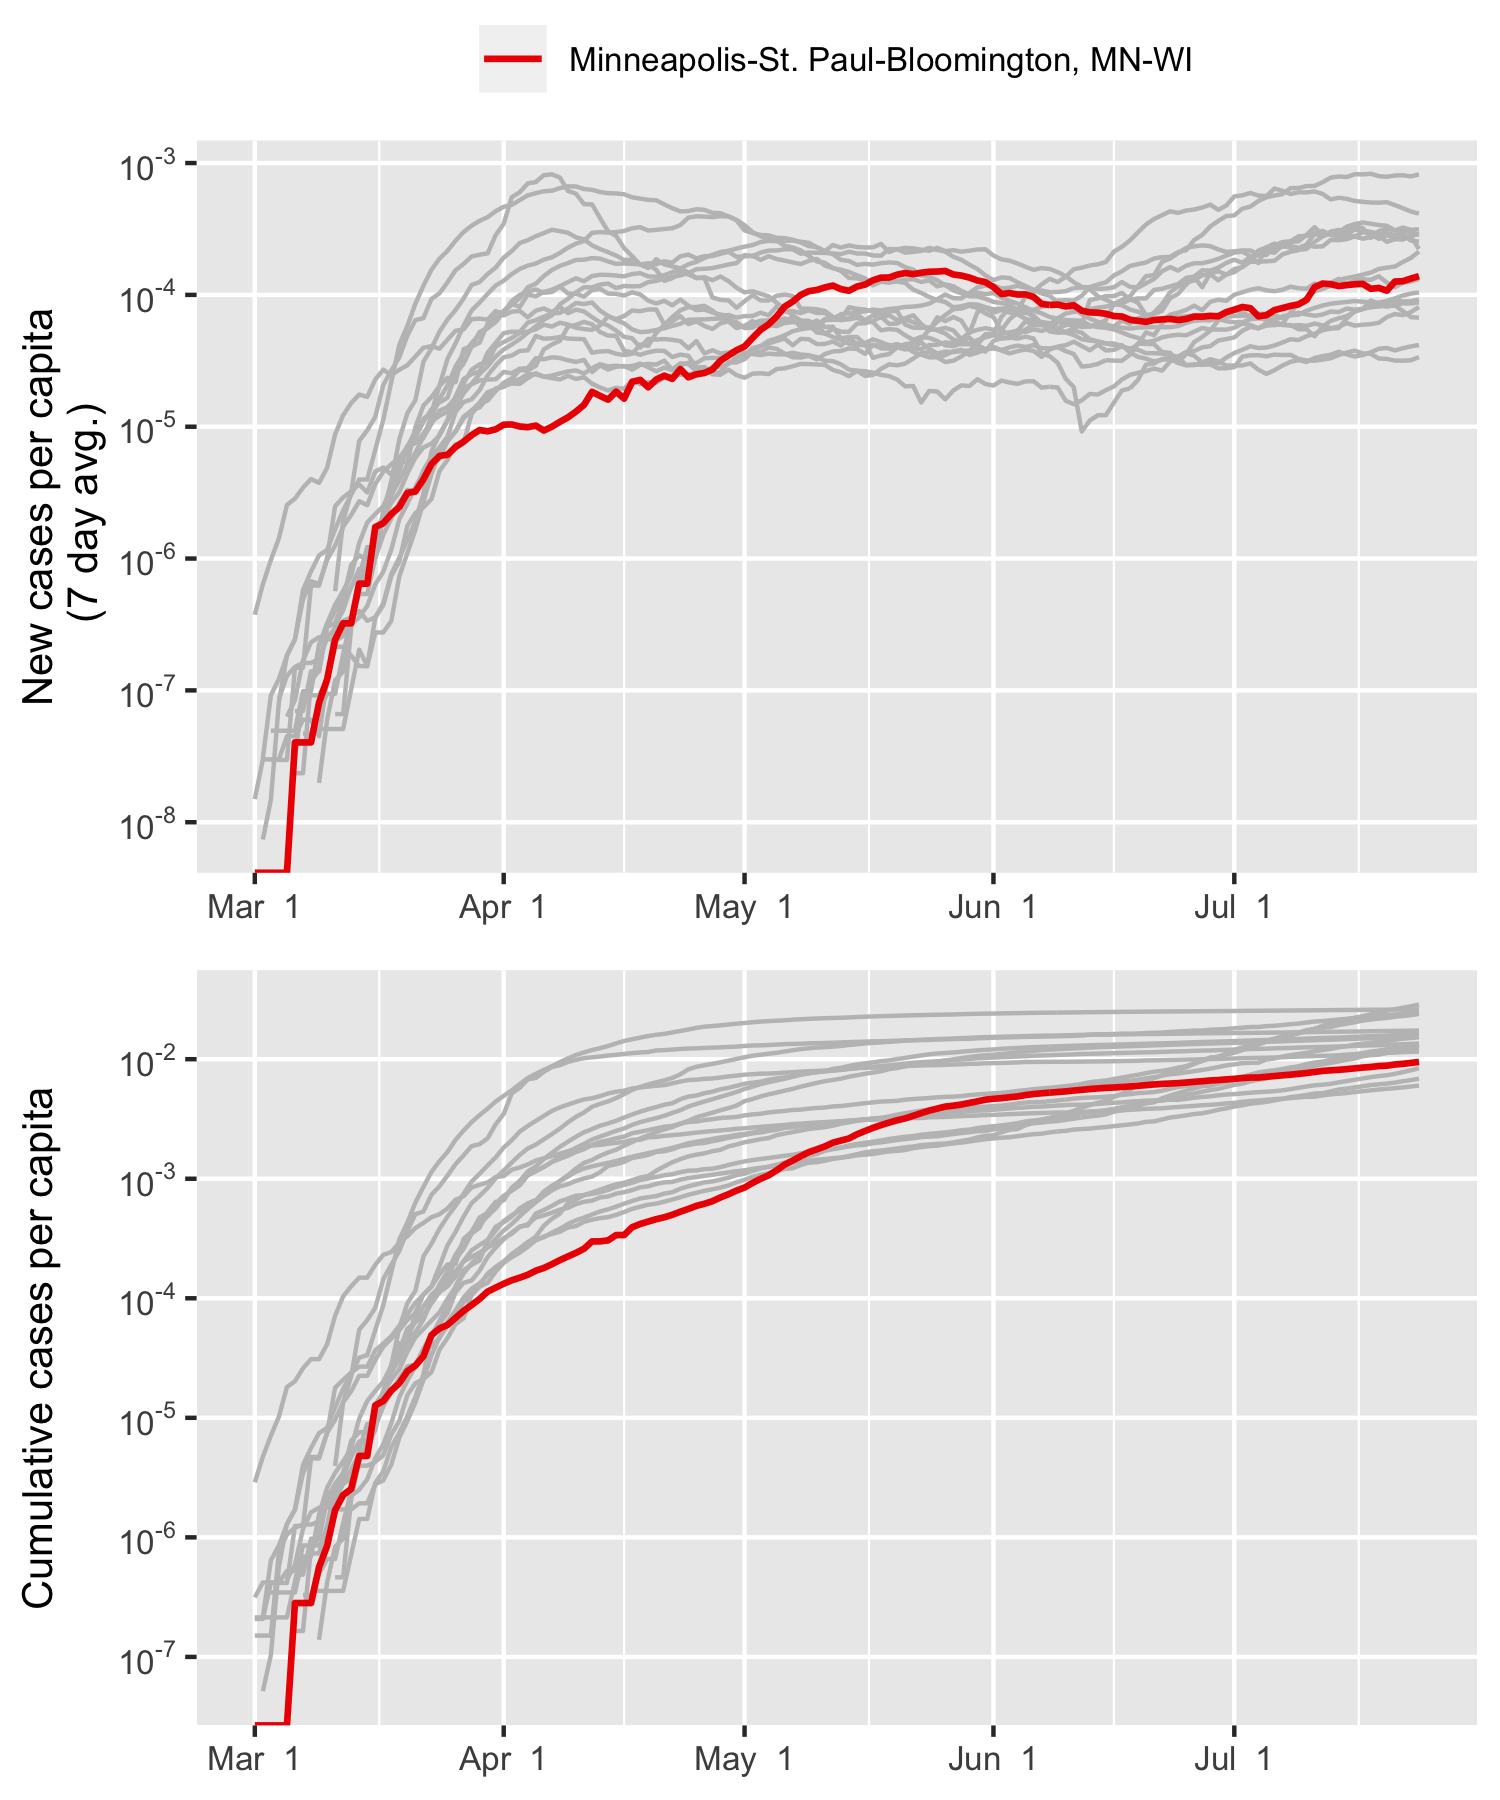 Minneapolis-St. Paul-Bloomington, MN-WI
New cases per capita
(7 day avg.)
10-3
10-4
10-5
10-6
10-7
10-8
Mar 1 Apr 1 May 1 Jun 1 Jul 1
Cumulative cases per capita
10-2
10-3
10-4
10-5
10-6
10-7
Mar 1 Apr 1 May 1 Jun 1 Jul 1